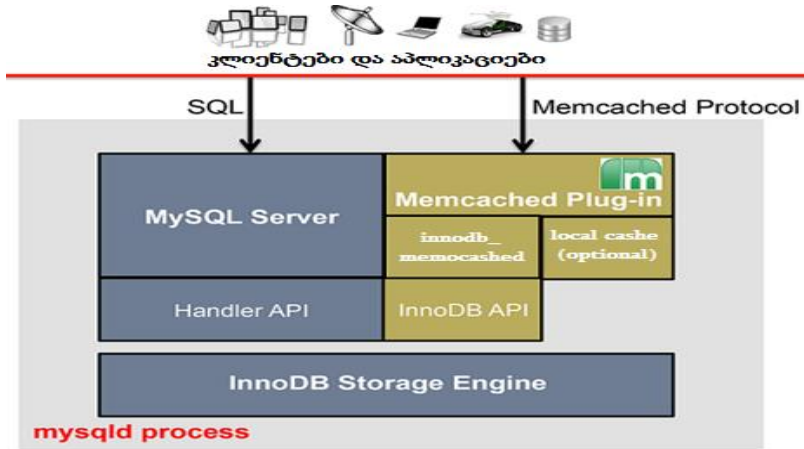 კლიენტები და აპლიკაციები
SQL
Memcached Protocol
m
MySQL Server
Memcached Plug-in
innodb_
memocashed
local cashe
(optional)
Handler API
InnoDB API
InnoDB Storage Engine
mysqld process